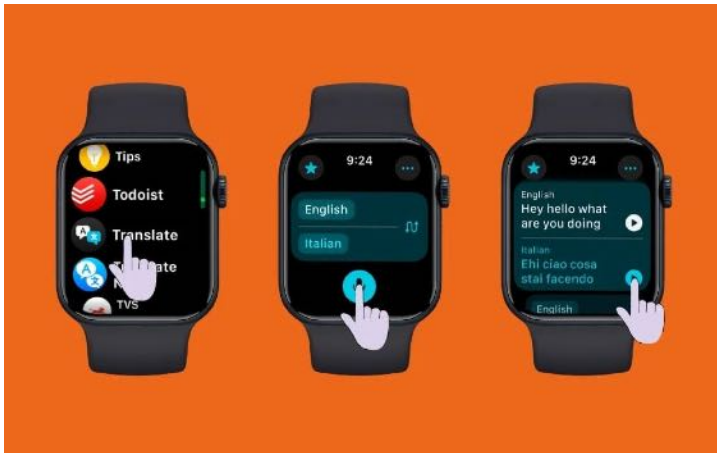 Tips
Todoist
Translate
TVS
9:24
English
Italian
9:24
English
Hey hello what
are you doing
Italian
Ehi ciao cosa
stai facendo
English